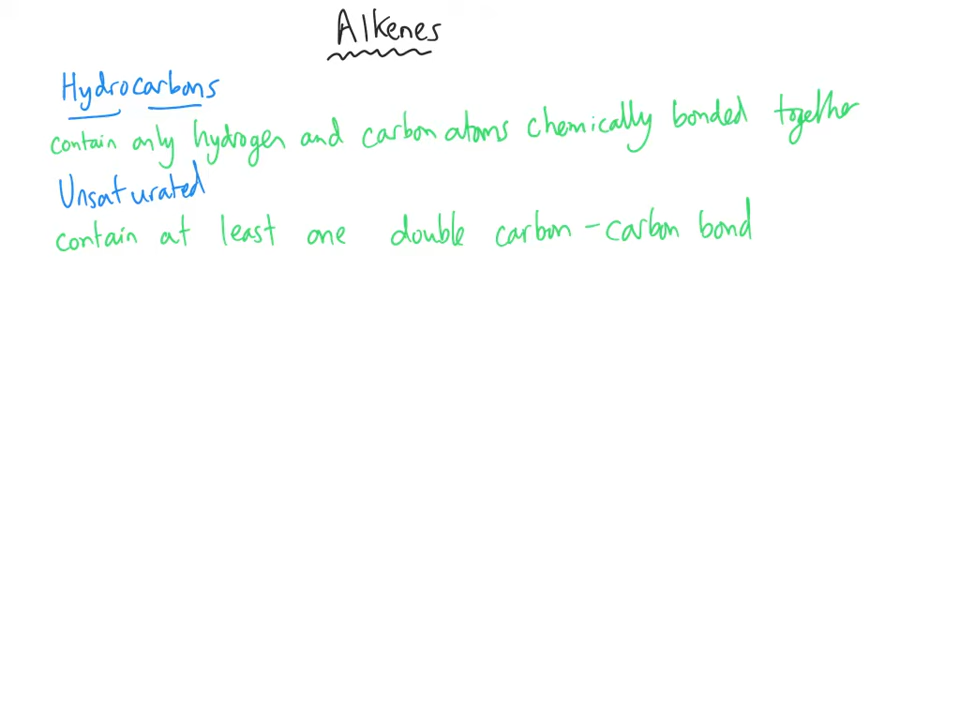 Alkenes
Hydrocarbons
contain only hydrogen and carbon atoms chemically bonded together
Unsaturated
contain at least one double carbon-carbon bond